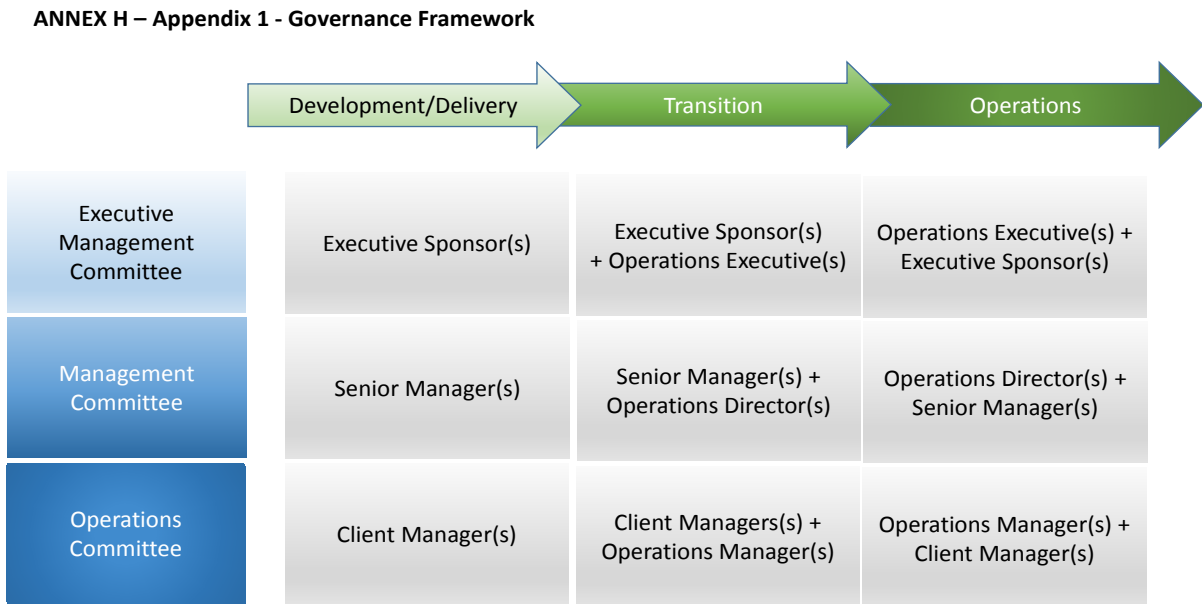 ANNEX H – Appendix 1 - Governance Framework
Development/Delivery
Transition
Operations
Executive
Management
Committee
Executive Sponsor(s)
Executive Sponsor(s)
+ Operations Executive(s)
Operations Executive(s) +
Executive Sponsor(s)
Management
Committee
Senior Manager(s)
Senior Manager(s) +
Operations Director(s)
Operations Director(s) +
Senior Manager(s)
Operations
Committee
Client Manager(s)
Client Managers(s) +
Operations Manager(s)
Operations Manager(s) +
Client Manager(s)